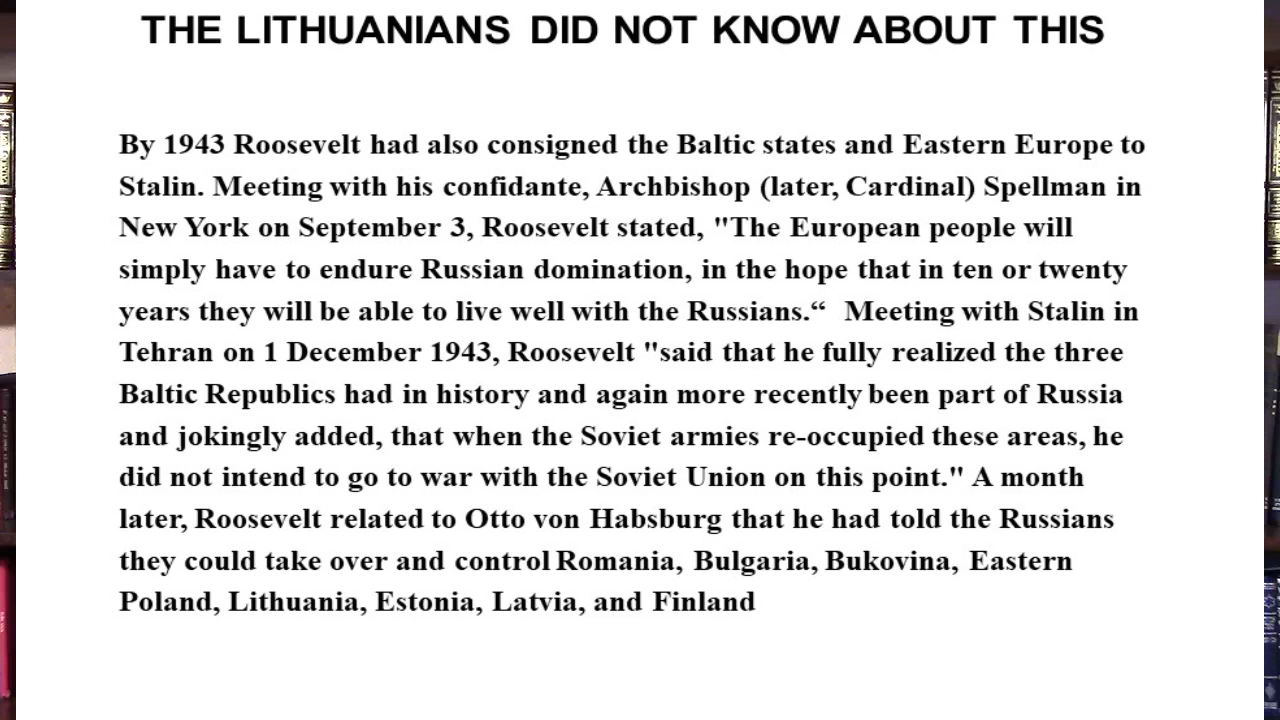 THE LITHUANIANS DID NOT KNOW ABOUT THIS
By 1943 Roosevelt had also consigned the Baltic states and Eastern Europe to
Stalin. Meeting with his confidante, Archbishop (later, Cardinal) Spellman in
New York on September 3, Roosevelt stated, "The European people will
simply have to endure Russian domination, in the hope that in ten or twenty
years they will be able to live well with the Russians.“ Meeting with Stalin in
Tehran on 1 December 1943, Roosevelt "said that he fully realized the three
Baltic Republics had in history and again more recently been part of Russia
and jokingly added, that when the Soviet armies re-occupied these areas, he
did not intend to go to war with the Soviet Union on this point." A month
later, Roosevelt related to Otto von Habsburg that he had told the Russians
they could take over and control Romania, Bulgaria, Bukovina, Eastern
Poland, Lithuania, Estonia, Latvia, and Finland